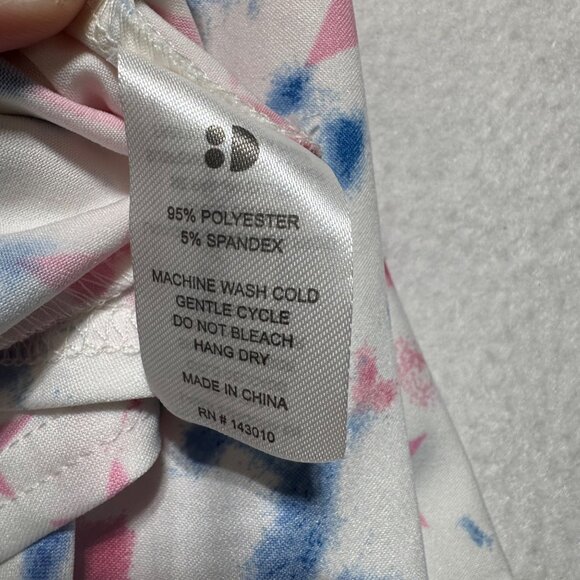 95% POLYESTER
5% SPANDEX
MACHINE WASH COLD
GENTLE CYCLE
DO NOT BLEACH
HANG DRY
MADE IN CHINA
RN # 143010